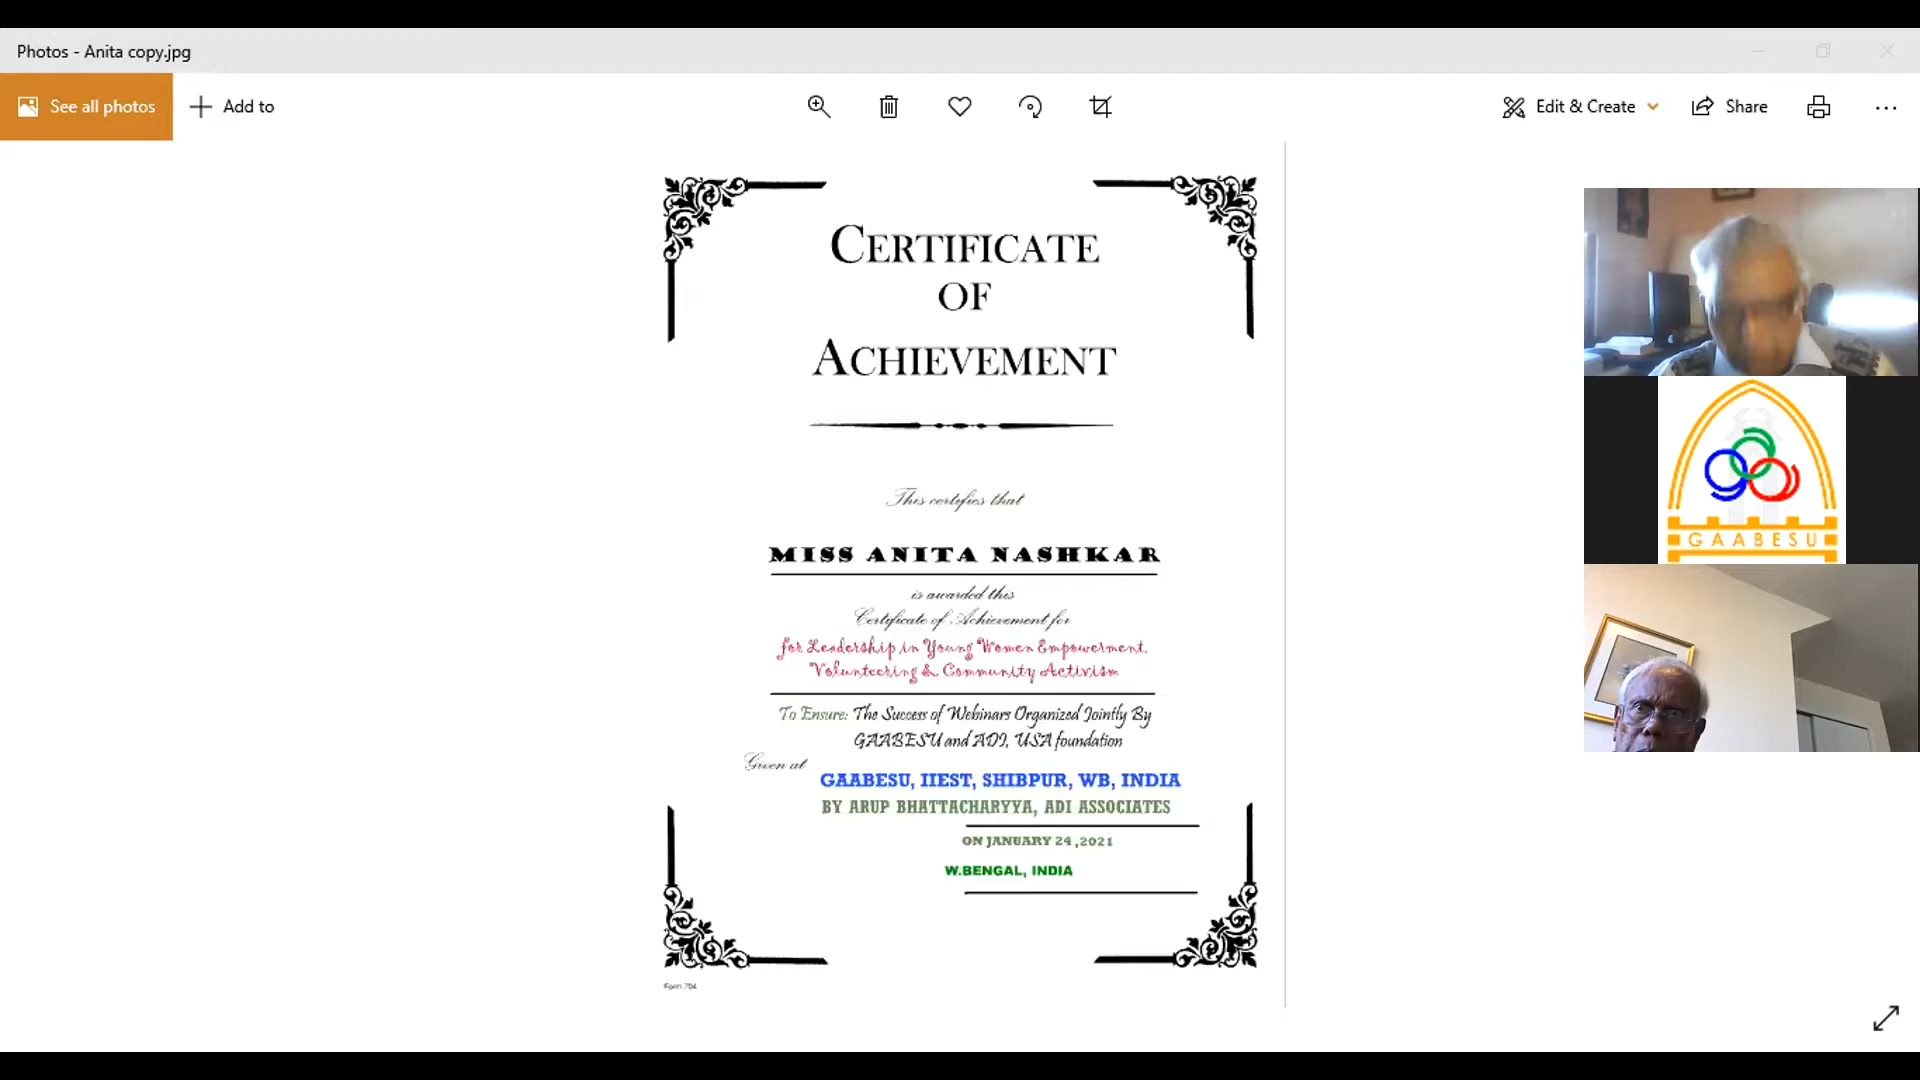 Photos - Anita copy.jpg
See all photos
Add to
Edit & Create
Share
CERTIFICATE
OF
ACHIEVEMENT
This certifies that
MISS ANITA NASHKAR
is awarded this
Certificate of Achievement for
for Leadership in Young Women Empowerment,
Volunteering & Community Activism
To Ensure: The Success of Webinars Organized Jointly By
GAABESU and ADI, USA foundation
Given at
GAABESU, IIEST, SHIBPUR, WB, INDIA
BY ARUP BHATTACHARYYA, ADI ASSOCIATES
ON JANUARY 24 ,2021
W.BENGAL, INDIA
Form 704
GAABESU